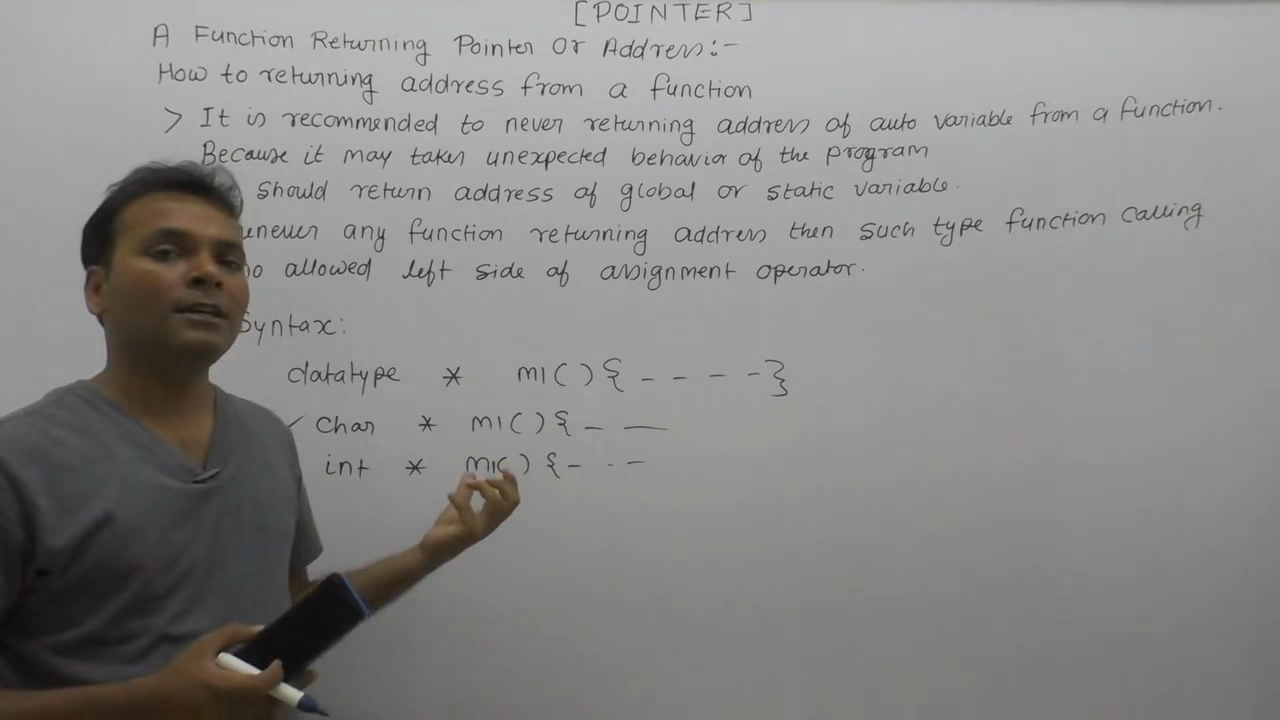 [POINTER]
A Function Returning Pointer Or Address:-
How to returning address from a function
> It is recommended to never returning address of auto variable from a function.
Because it may takes unexpected behavior of the program
should return address of global or static variable.
any function returning address then such type function calling
allowed left side of assignment operator.
Syntax:
datatype * m1(){ - - - - }
✓ Char * m1(){ - —
int * m1() { - - -